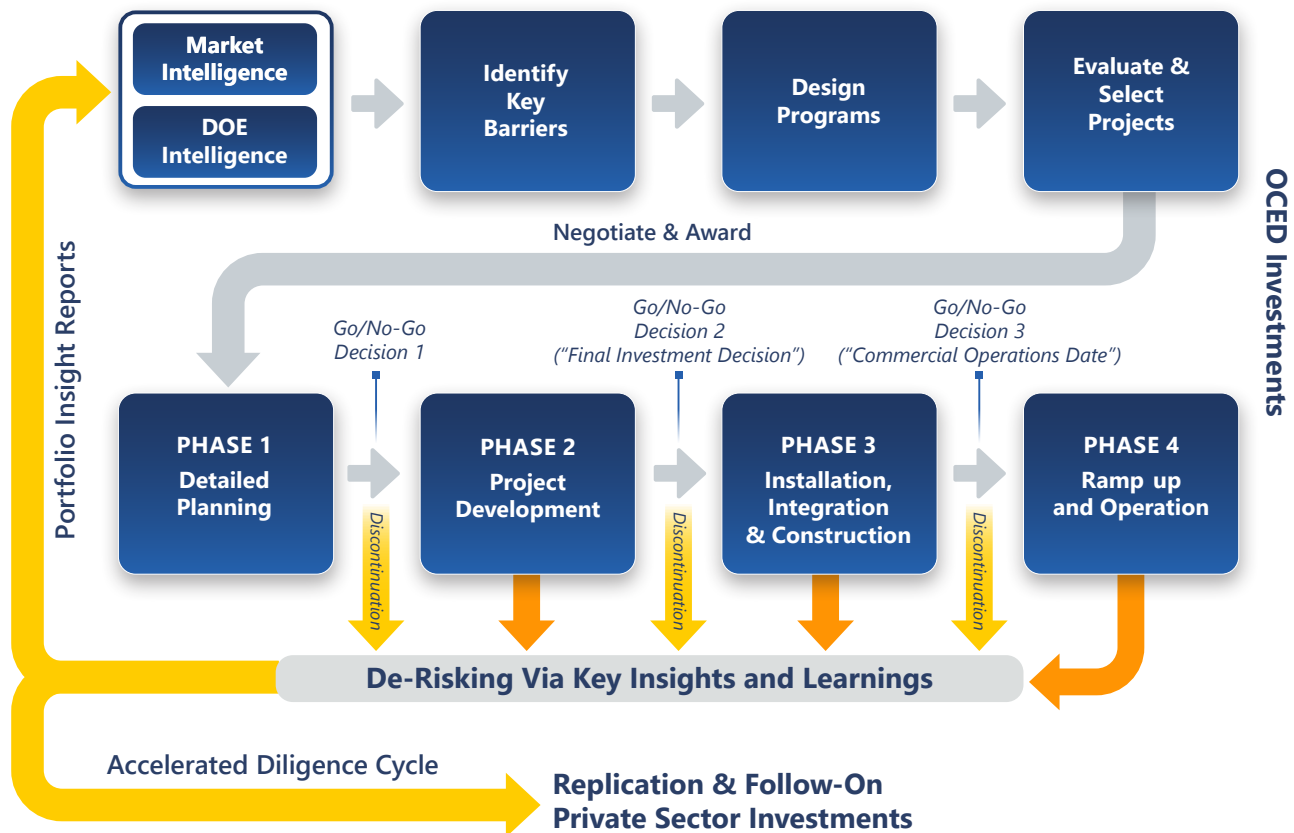 Market
Intelligence
DOE
Intelligence
Identify
Key
Barriers
Design
Programs
Evaluate &
Select
Projects
OCED Investments
Negotiate & Award
Portfolio Insight Reports
Go/No-Go
Decision 1
Go/No-Go
Decision 2
(“Final Investment Decision”)
Go/No-Go
Decision 3
(“Commercial Operations Date”)
PHASE 1
Detailed
Planning
PHASE 2
Project
Development
PHASE 3
Installation,
Integration
& Construction
PHASE 4
Ramp up
and Operation
Discontinuation
Discontinuation
Discontinuation
De-Risking Via Key Insights and Learnings
Accelerated Diligence Cycle
Replication & Follow-On
Private Sector Investments